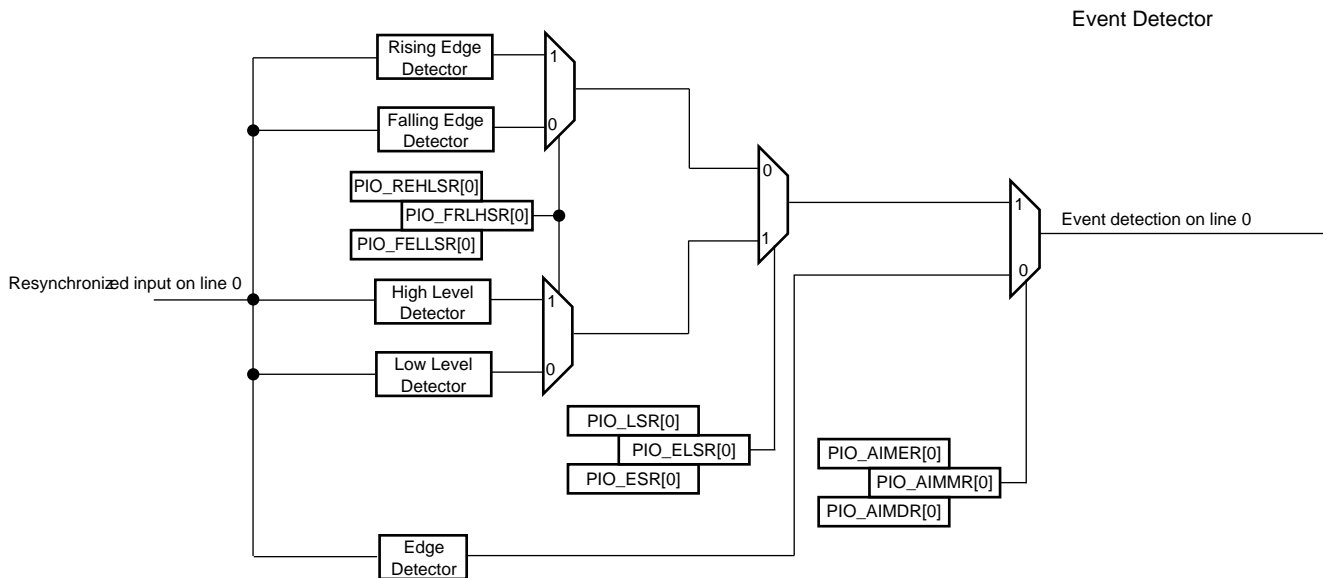 Event Detector
Rising Edge
Detector
1
Falling Edge
Detector
0
0
PIO_REHLSR[0]
PIO_FRLHSR[0]
PIO_FELLSR[0]
1
1
Event detection on line 0
0
Resynchronized input on line 0
High Level
Detector
1
Low Level
Detector
0
PIO_LSR[0]
PIO_ELSR[0]
PIO_ESR[0]
PIO_AIMER[0]
PIO_AIMMR[0]
PIO_AIMDR[0]
Edge
Detector